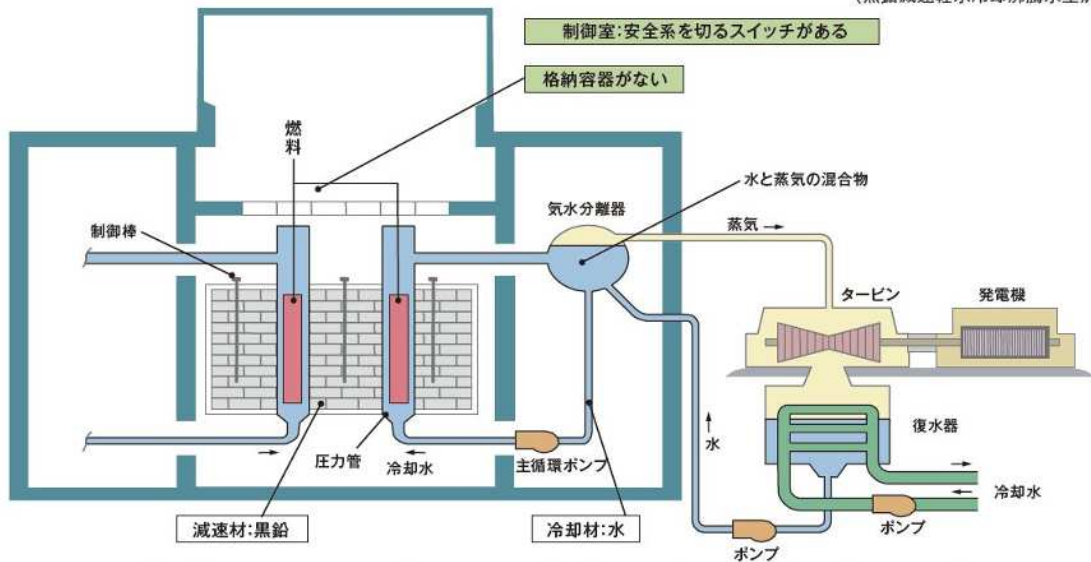 制御室:安全系を切るスイッチがある
格納容器がない
燃料
水と蒸気の混合物
気水分離器
蒸気
制御棒
タービン
発電機
復水器
水
圧力管
冷却水
主循環ポンプ
冷却水
ポンプ
減速材:黒鉛
冷却材:水
ポンプ